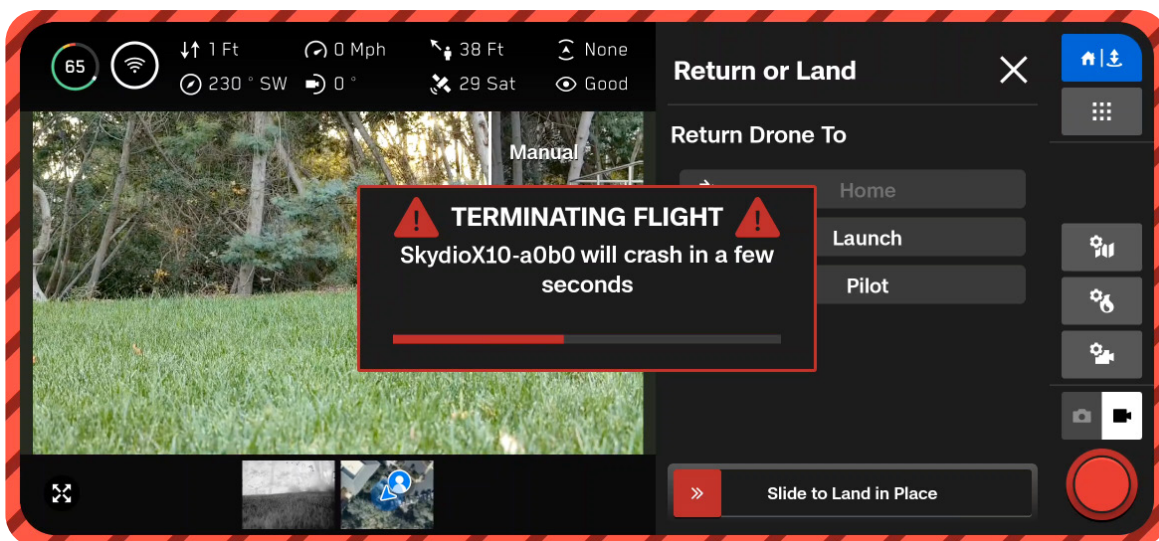 65
1 Ft
0 Mph
38 Ft
None
230 ° SW
0 °
29 Sat
Good
Manual
Return or Land
Return Drone To
Home
Launch
Pilot
TERMINATING FLIGHT
SkydioX10-a0b0 will crash in a few
seconds
Slide to Land in Place